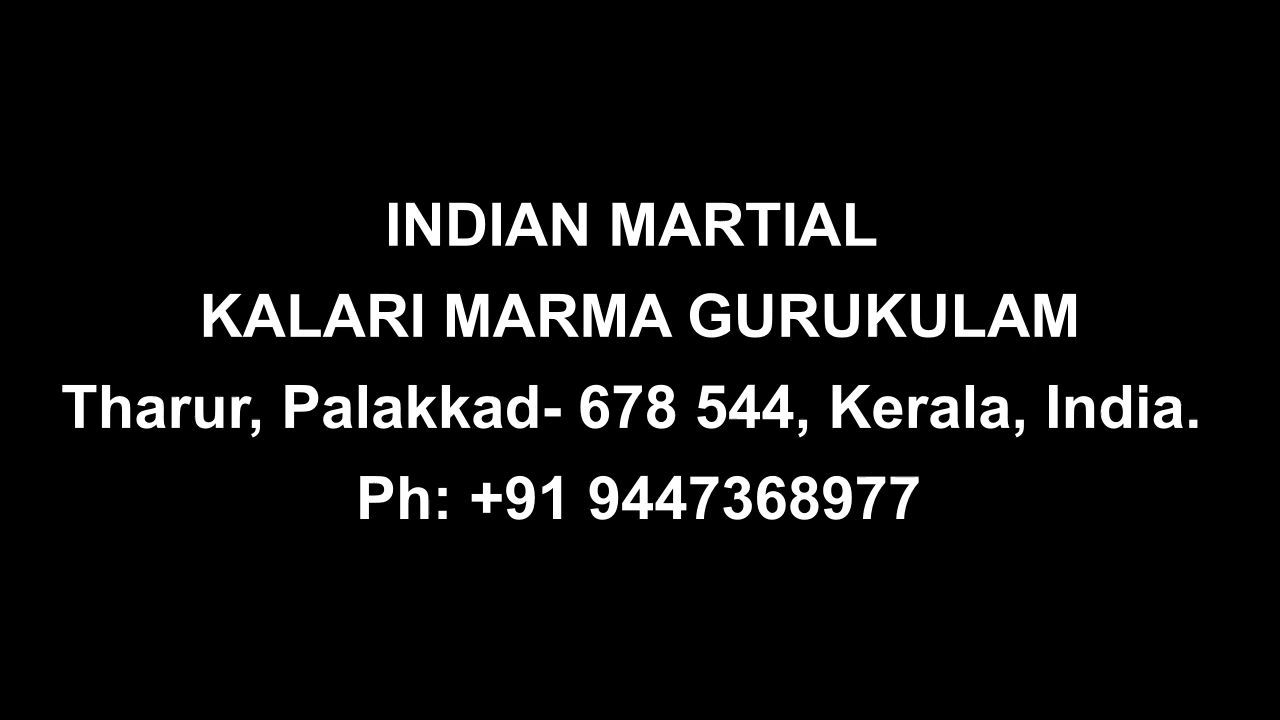 INDIAN MARTIAL
KALARI MARMA GURUKULAM
Tharur, Palakkad- 678 544, Kerala, India.
Ph: +91 9447368977